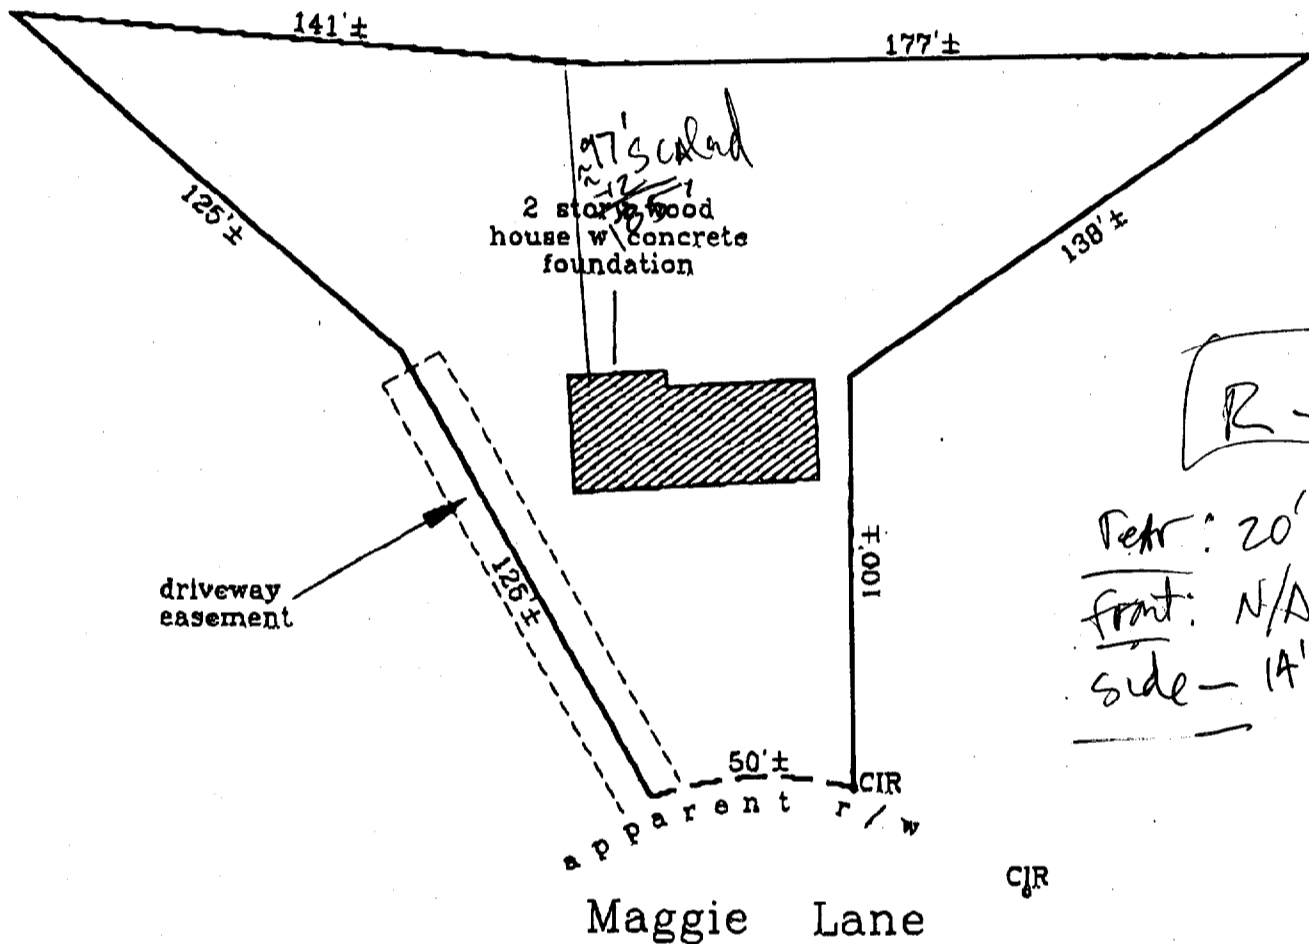 141'±
177'±
97' scaled
125'±
2 story wood
house w\concrete
foundation
138'±
R -
rear: 20'
front: N/A
side - 14'
100'±
driveway
easement
125'±
50'±
CIR
apparent r/w
CIR
Maggie Lane